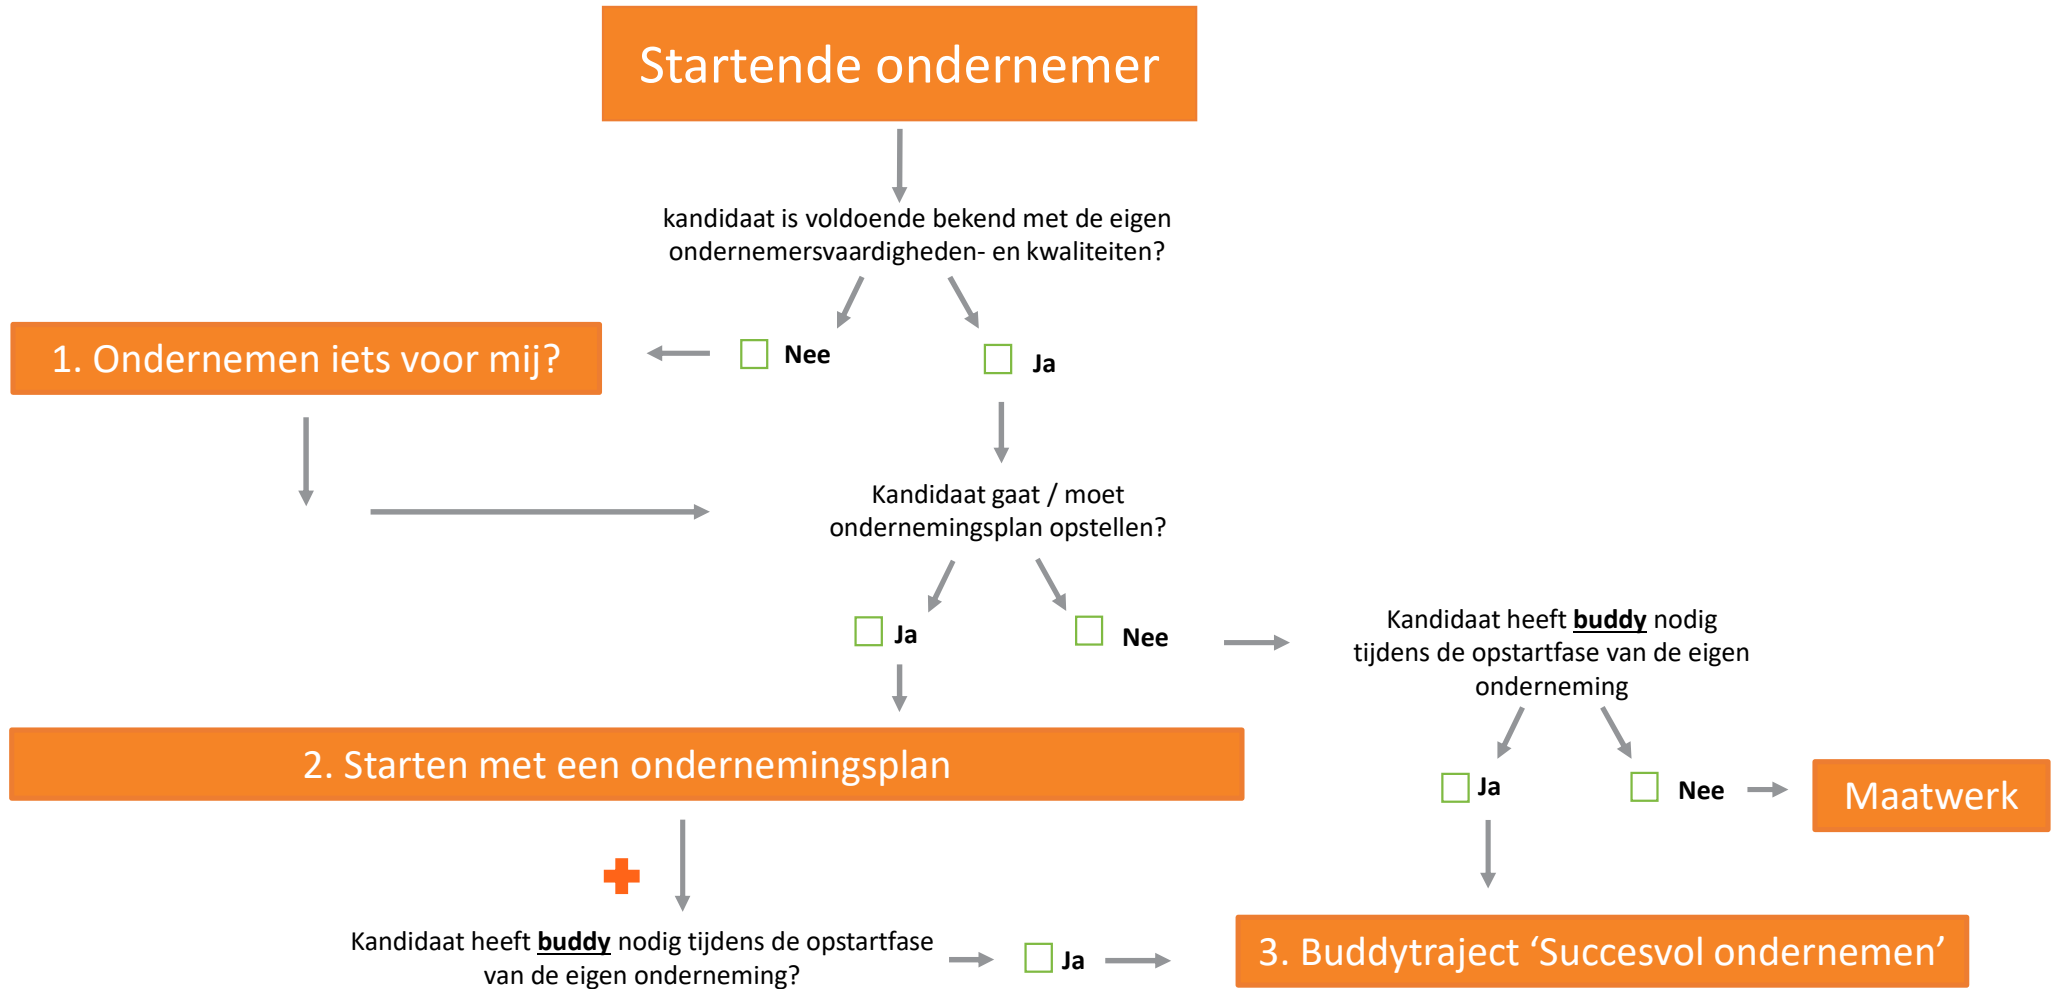 Startende ondernemer
kandidaat is voldoende bekend met de eigen
ondernemersvaardigheden- en kwaliteiten?
1. Ondernemen iets voor mij?
Nee
Ja
Kandidaat gaat / moet
ondernemingsplan opstellen?
Ja
Nee
Kandidaat heeft buddy nodig
tijdens de opstartfase van de eigen
onderneming
2. Starten met een ondernemingsplan
Ja
Nee
Maatwerk
Kandidaat heeft buddy nodig tijdens de opstartfase
van de eigen onderneming?
Ja
3. Buddytraject ‘Succesvol ondernemen’